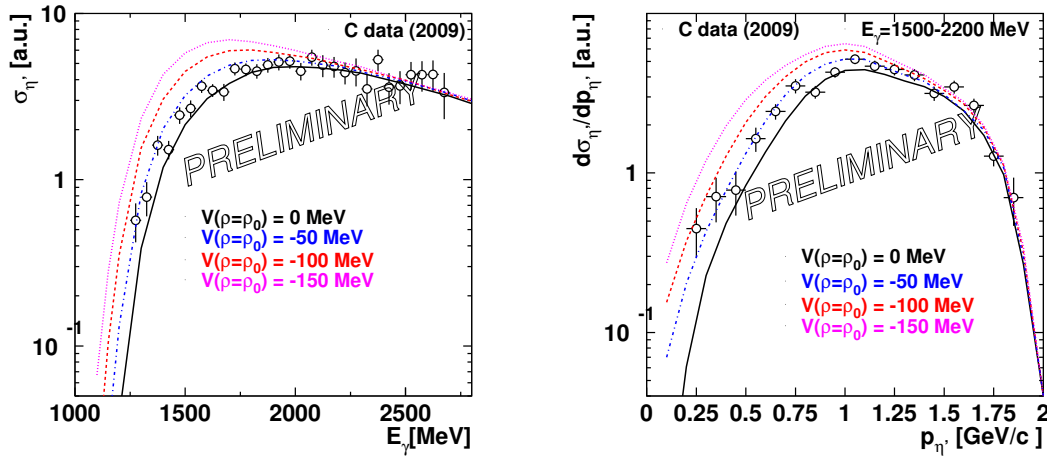 C data (2009)
ση' [a.u.]
10
1
10⁻¹
PRELIMINARY
V(ρ=ρ₀) = 0 MeV
V(ρ=ρ₀) = -50 MeV
V(ρ=ρ₀) = -100 MeV
V(ρ=ρ₀) = -150 MeV
1000 1500 2000 2500
Eγ[MeV]
C data (2009) Eγ=1500-2200 MeV
dση'/dpη' [a.u.]
10
1
10⁻¹
PRELIMINARY
V(ρ=ρ₀) = 0 MeV
V(ρ=ρ₀) = -50 MeV
V(ρ=ρ₀) = -100 MeV
V(ρ=ρ₀) = -150 MeV
0 0.25 0.5 0.75 1 1.25 1.5 1.75 2
pη' [GeV/c]